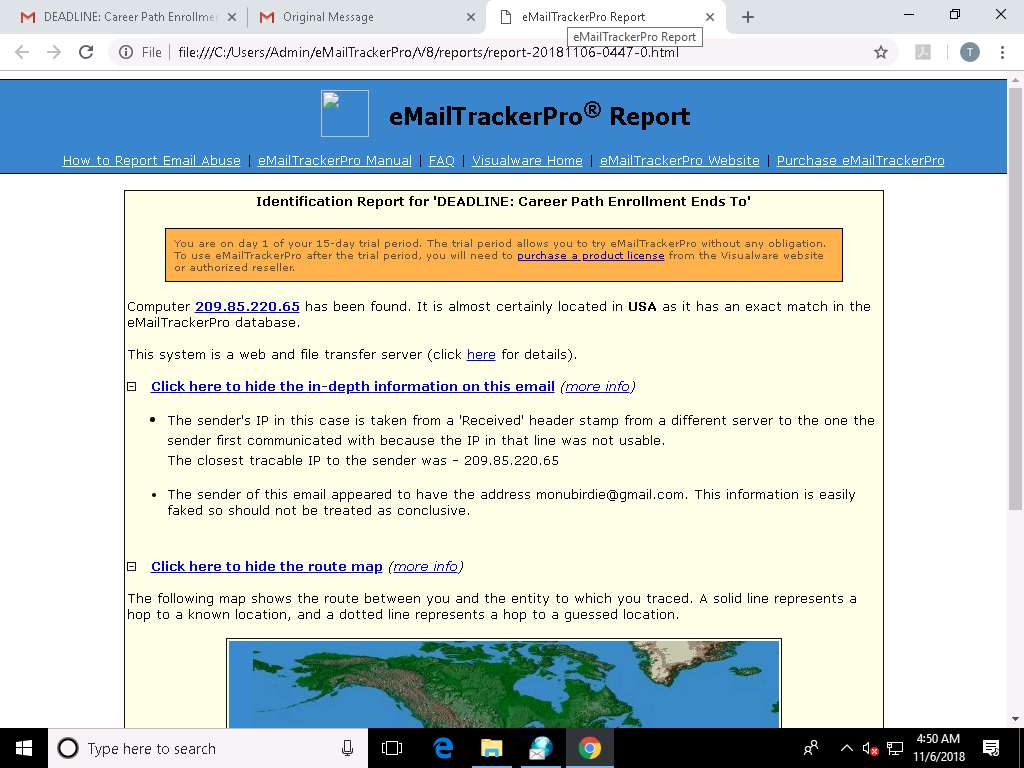 DEADLINE: Career Path Enrollme
Original Message
eMailTrackerPro Report
eMailTrackerPro Report
File
file:///C:/Users/Admin/eMailTrackerPro/V8/reports/report-20181106-0447-0.html
T
eMailTrackerPro® Report
How to Report Email Abuse | eMailTrackerPro Manual | FAQ | Visualware Home | eMailTrackerPro Website | Purchase eMailTrackerPro
Identification Report for 'DEADLINE: Career Path Enrollment Ends To'
You are on day 1 of your 15-day trial period. The trial period allows you to try eMailTrackerPro without any obligation.
To use eMailTrackerPro after the trial period, you will need to purchase a product license from the Visualware website
or authorized reseller.
Computer 209.85.220.65 has been found. It is almost certainly located in USA as it has an exact match in the
eMailTrackerPro database.
This system is a web and file transfer server (click here for details).
Click here to hide the in-depth information on this email (more info)
• The sender's IP in this case is taken from a 'Received' header stamp from a different server to the one the
sender first communicated with because the IP in that line was not usable.
The closest tracable IP to the sender was - 209.85.220.65
• The sender of this email appeared to have the address monubirdie@gmail.com. This information is easily
faked so should not be treated as conclusive.
Click here to hide the route map (more info)
The following map shows the route between you and the entity to which you traced. A solid line represents a
hop to a known location, and a dotted line represents a hop to a guessed location.
Type here to search
4:50 AM
11/6/2018